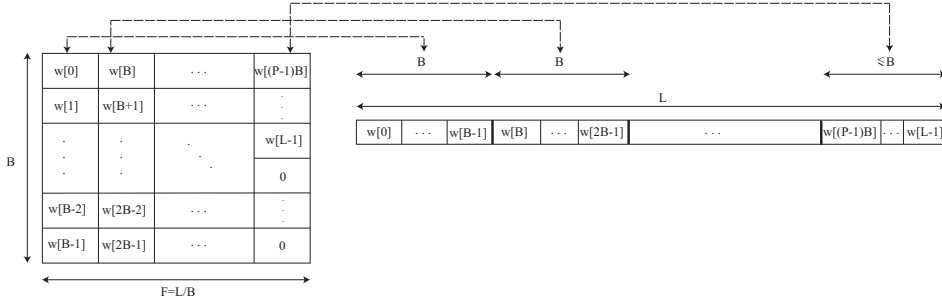 B B ≤B
L
w[0] w[B] . . . w[(P-1)B]
w[1] w[B+1] . . . . . .
w[0] . . . w[B-1] w[B] . . . w[2B-1] . . . w[(P-1)B] . . . w[L-1]
w[L-1]
B . . . . . . . . .
0
w[B-2] w[2B-2] . . . . . .
w[B-1] w[2B-1] . . . 0
F=L/B